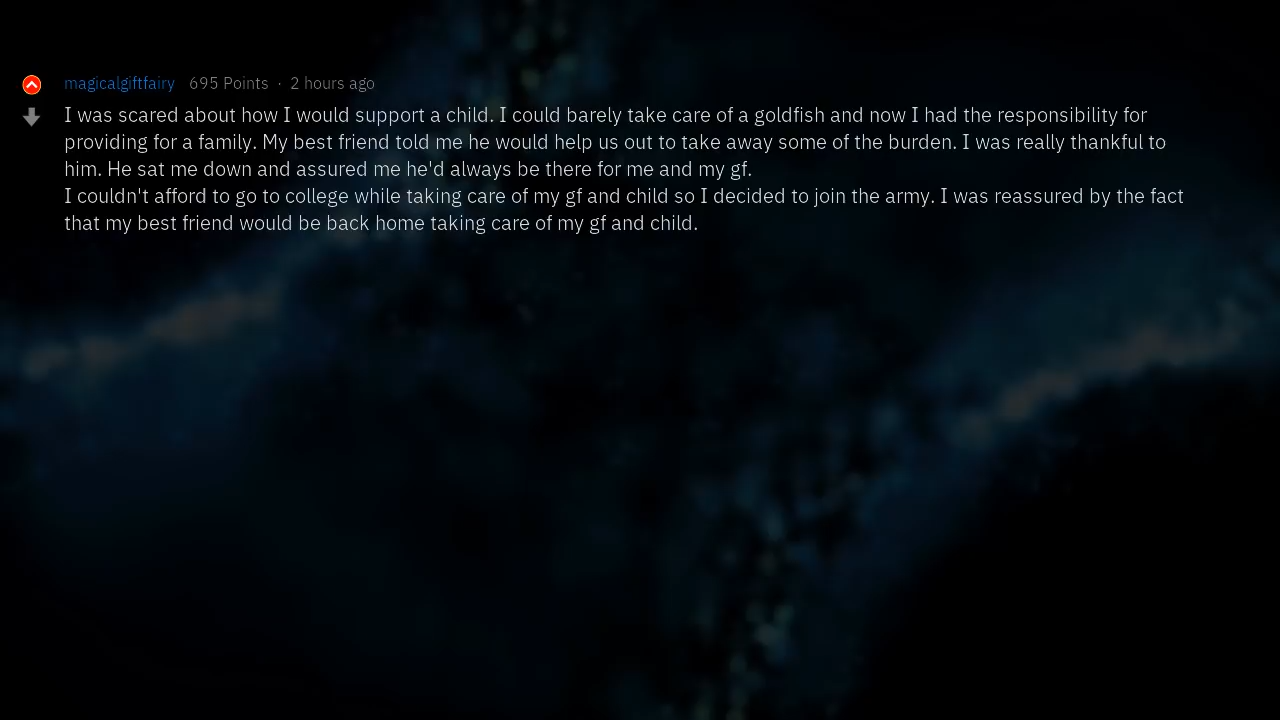 magicalgiftfairy 695 Points · 2 hours ago
I was scared about how I would support a child. I could barely take care of a goldfish and now I had the responsibility for
providing for a family. My best friend told me he would help us out to take away some of the burden. I was really thankful to
him. He sat me down and assured me he'd always be there for me and my gf.
I couldn't afford to go to college while taking care of my gf and child so I decided to join the army. I was reassured by the fact
that my best friend would be back home taking care of my gf and child.